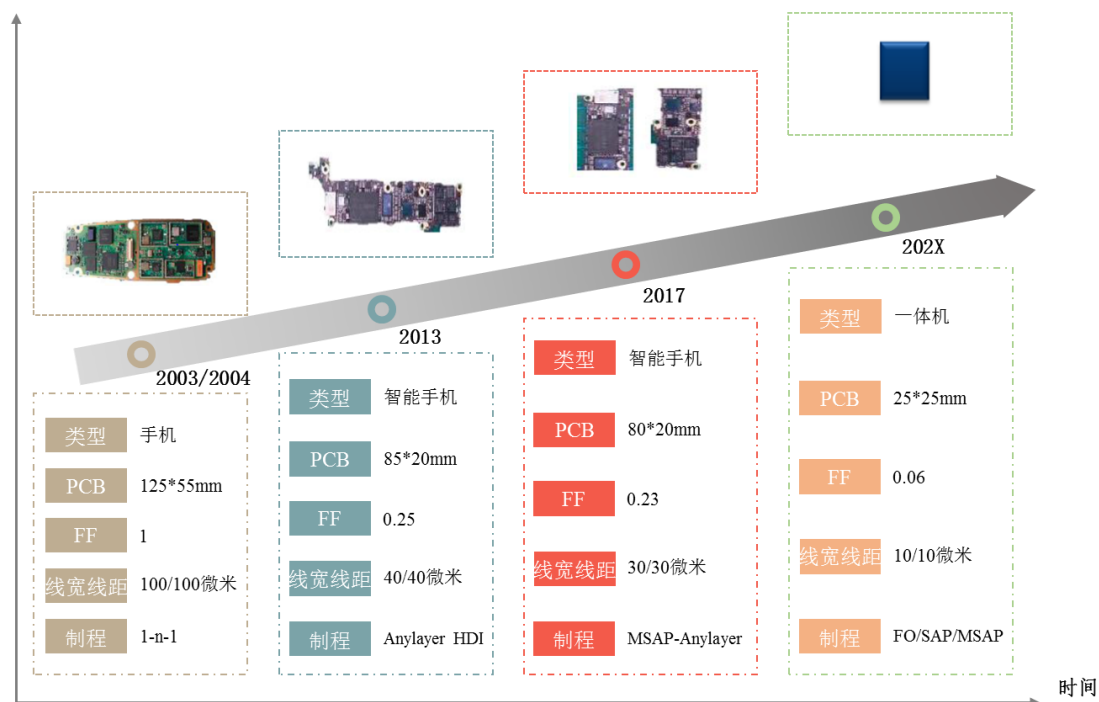 2003/2004
类型 手机
PCB 125*55mm
FF 1
线宽线距 100/100微米
制程 1-n-1
2013
类型 智能手机
PCB 85*20mm
FF 0.25
线宽线距 40/40微米
制程 Anylayer HDI
2017
类型 智能手机
PCB 80*20mm
FF 0.23
线宽线距 30/30微米
制程 MSAP-Anylayer
202X
类型 一体机
PCB 25*25mm
FF 0.06
线宽线距 10/10微米
制程 FO/SAP/MSAP
时间